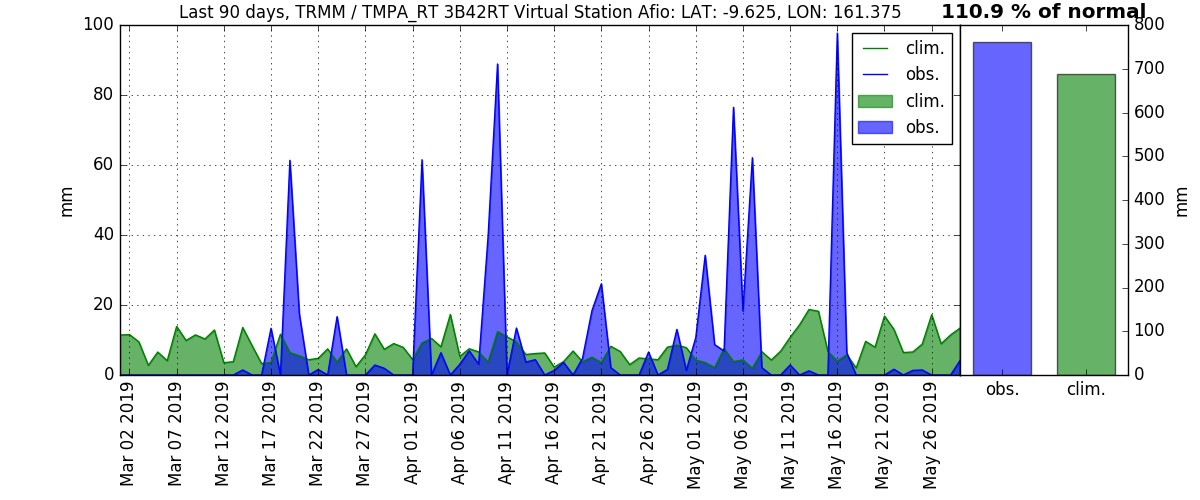 Last 90 days, TRMM / TMPA_RT 3B42RT Virtual Station Afio: LAT: -9.625, LON: 161.375
110.9 % of normal
100
80
60
40
20
0
mm
clim.
obs.
clim.
obs.
800
700
600
500
400
300
200
100
0
mm
obs.
clim.
Mar 02 2019
Mar 07 2019
Mar 12 2019
Mar 17 2019
Mar 22 2019
Mar 27 2019
Apr 01 2019
Apr 06 2019
Apr 11 2019
Apr 16 2019
Apr 21 2019
Apr 26 2019
May 01 2019
May 06 2019
May 11 2019
May 16 2019
May 21 2019
May 26 2019